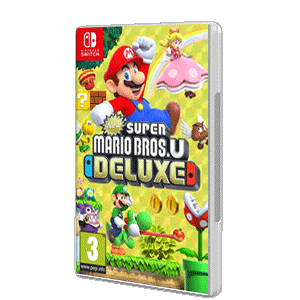 NINTENDO
SWITCH
NEW
SUPER
MARIO BROS. U
DELUXE
3
www.pegi.info